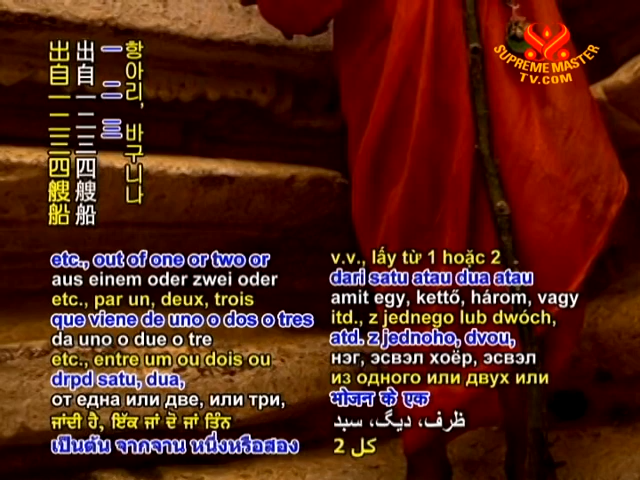 SUPREME MASTER
TV.COM
항아리, 바구니나
一 二 三
出自一二三四艘船
出自一二三四艘船
etc., out of one or two or
aus einem oder zwei oder
etc., par un, deux, trois
que viene de uno o dos o tres
da uno o due o tre
etc., entre um ou dois ou
drpd satu, dua,
от една или две, или три,
ਜਾਂਦੀ ਹੈ, ਇੱਕ ਜਾਂ ਦੋ ਜਾਂ ਤਿੰਨ
เป็นต้น จากจาน หนึ่งหรือสอง
v.v., lấy từ 1 hoặc 2
dari satu atau dua atau
amit egy, kettő, három, vagy
itd., z jednego lub dwóch,
atd. z jednoho, dvou,
нэг, эсвэл хоёр, эсвэл
из одного или двух или
भोजन के एक
ظرف، دیگ، سبد
كل 2